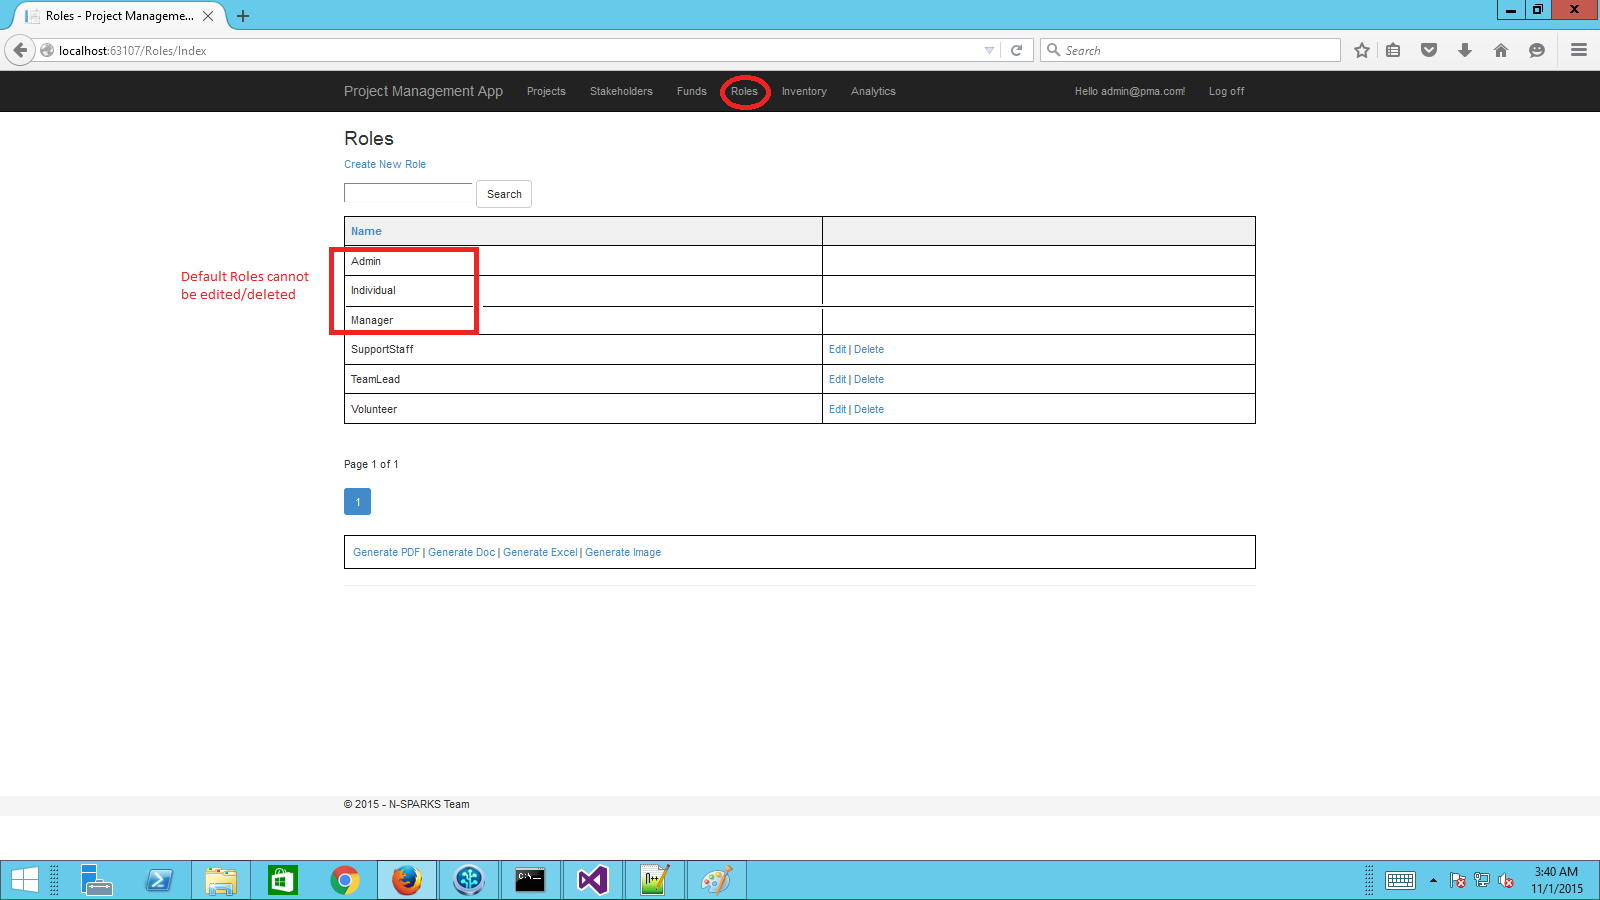 Roles - Project Manageme...
localhost:63107/Roles/Index
Search
Project Management App Projects Stakeholders Funds Roles Inventory Analytics Hello admin@pma.com! Log off
Roles
Create New Role
Search
Name
Default Roles cannot
be edited/deleted
Admin
Individual
Manager
SupportStaff Edit | Delete
TeamLead Edit | Delete
Volunteer Edit | Delete
Page 1 of 1
1
Generate PDF | Generate Doc | Generate Excel | Generate Image
© 2015 - N-SPARKS Team
3:40 AM
11/1/2015